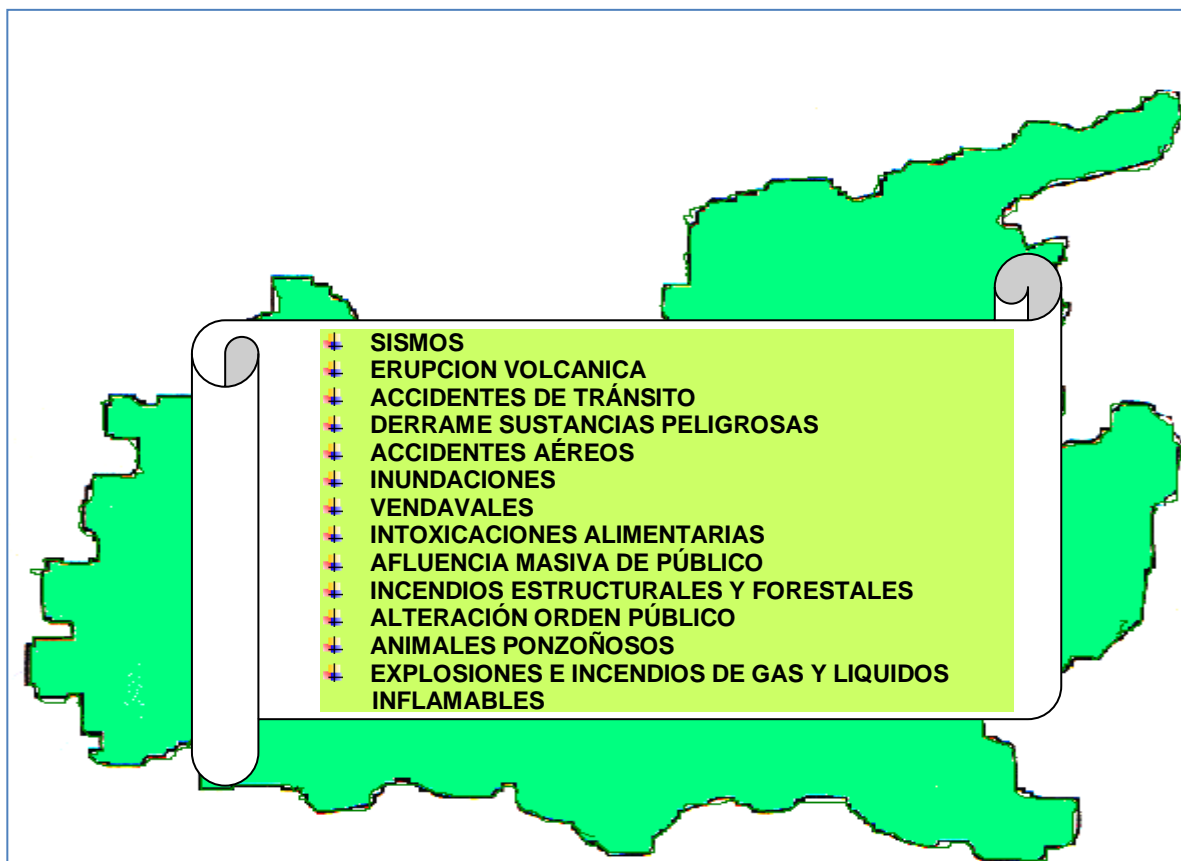 SISMOS
ERUPCION VOLCANICA
ACCIDENTES DE TRÁNSITO
DERRAME SUSTANCIAS PELIGROSAS
ACCIDENTES AÉREOS
INUNDACIONES
VENDAVALES
INTOXICACIONES ALIMENTARIAS
AFLUENCIA MASIVA DE PÚBLICO
INCENDIOS ESTRUCTURALES Y FORESTALES
ALTERACIÓN ORDEN PÚBLICO
ANIMALES PONZOÑOSOS
EXPLOSIONES E INCENDIOS DE GAS Y LIQUIDOS
INFLAMABLES